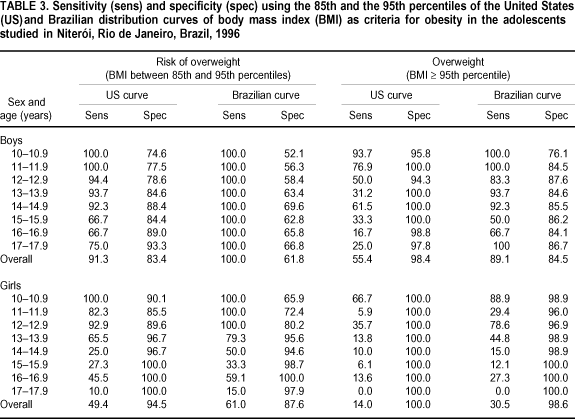 TABLE 3. Sensitivity (sens) and specificity (spec) using the 85th and the 95th percentiles of the United States
(US) and Brazilian distribution curves of body mass index (BMI) as criteria for obesity in the adolescents
studied in Niterói, Rio de Janeiro, Brazil, 1996
Risk of overweight Overweight
(BMI between 85th and 95th percentiles) (BMI ≥ 95th percentile)
Sex and US curve Brazilian curve US curve Brazilian curve
age (years) Sens Spec Sens Spec Sens Spec Sens Spec
Boys
10–10.9 100.0 74.6 100.0 52.1 93.7 95.8 100.0 76.1
11–11.9 100.0 77.5 100.0 56.3 76.9 100.0 100.0 84.5
12–12.9 94.4 78.6 100.0 58.4 50.0 94.3 83.3 87.6
13–13.9 93.7 84.6 100.0 63.4 31.2 100.0 93.7 84.6
14–14.9 92.3 88.4 100.0 69.6 61.5 100.0 92.3 85.5
15–15.9 66.7 84.4 100.0 62.8 33.3 100.0 50.0 86.2
16–16.9 66.7 89.0 100.0 65.8 16.7 98.8 66.7 84.1
17–17.9 75.0 93.3 100.0 66.8 25.0 97.8 100 86.7
Overall 91.3 83.4 100.0 61.8 55.4 98.4 89.1 84.5
Girls
10–10.9 100.0 90.1 100.0 65.9 66.7 100.0 88.9 98.9
11–11.9 82.3 85.5 100.0 72.4 5.9 100.0 29.4 96.0
12–12.9 92.9 89.6 100.0 80.2 35.7 100.0 78.6 96.9
13–13.9 65.5 96.7 79.3 95.6 13.8 100.0 44.8 98.9
14–14.9 25.0 96.7 50.0 94.6 10.0 100.0 15.0 98.9
15–15.9 27.3 100.0 33.3 98.7 6.1 100.0 12.1 100.0
16–16.9 45.5 100.0 59.1 100.0 13.6 100.0 27.3 100.0
17–17.9 10.0 100.0 15.0 97.9 0.0 100.0 0.0 100.0
Overall 49.4 94.5 61.0 87.6 14.0 100.0 30.5 98.6